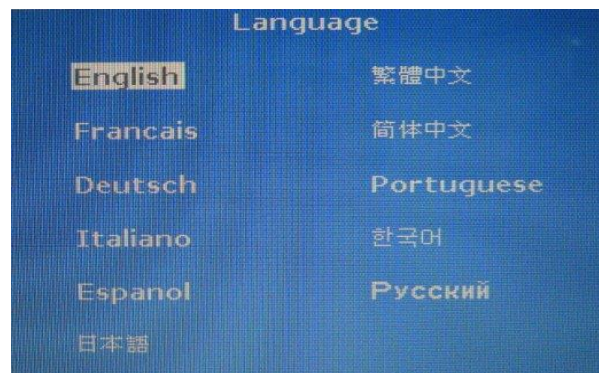 Language
English
繁體中文
Francais
简体中文
Deutsch
Portuguese
Italiano
한국어
Espanol
Русский
日本語